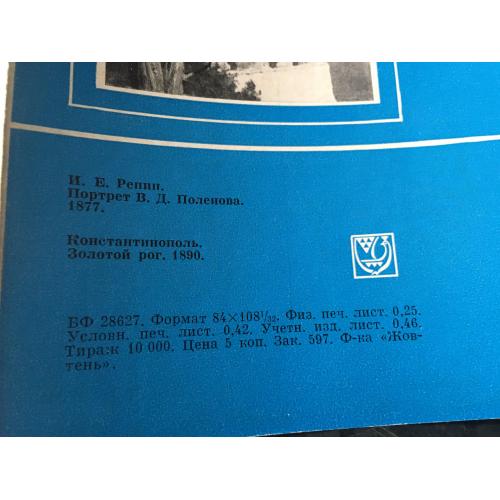 И. Е. Репин.
Портрет В. Д. Поленова.
1877.
Константинополь.
Золотой рог. 1890.
БФ 28627. Формат 84×108¹/₃₂. Физ. печ. лист. 0,25.
Условн. печ. лист. 0,42. Учетн. изд. лист. 0,46.
Тираж 10 000. Цена 5 коп. Зак. 597. Ф-ка «Жов-
тень».